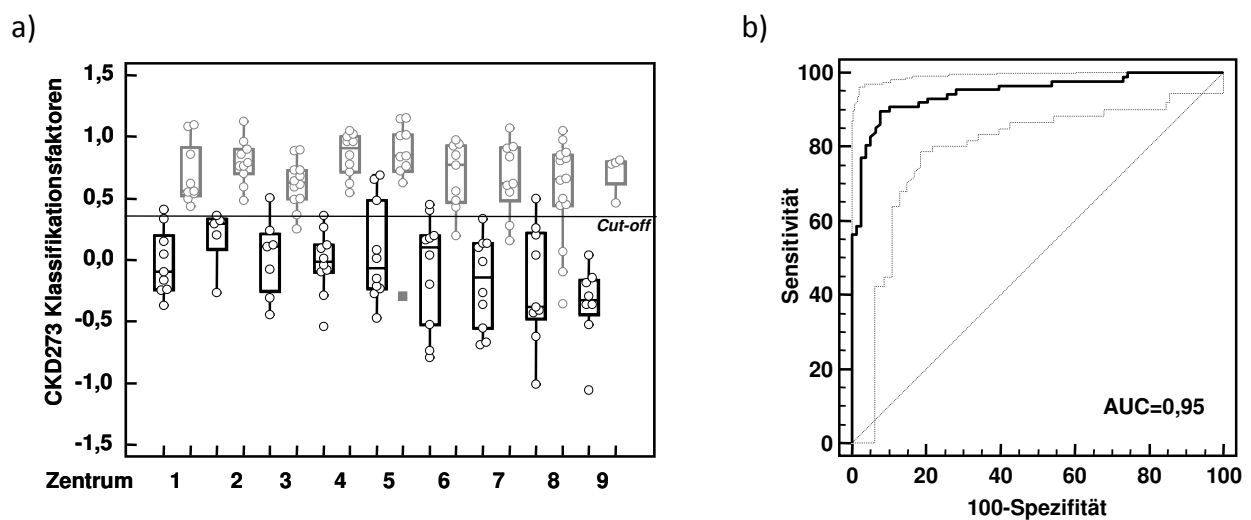 a)
b)
CKD273 Klassifikationsfaktoren
1,5
1,0
0,5
0,0
-0,5
-1,0
-1,5
Cut-off
Zentrum 1 2 3 4 5 6 7 8 9
Sensitivität
100
80
60
40
20
0
AUC=0,95
0 20 40 60 80 100
100-Spezifität